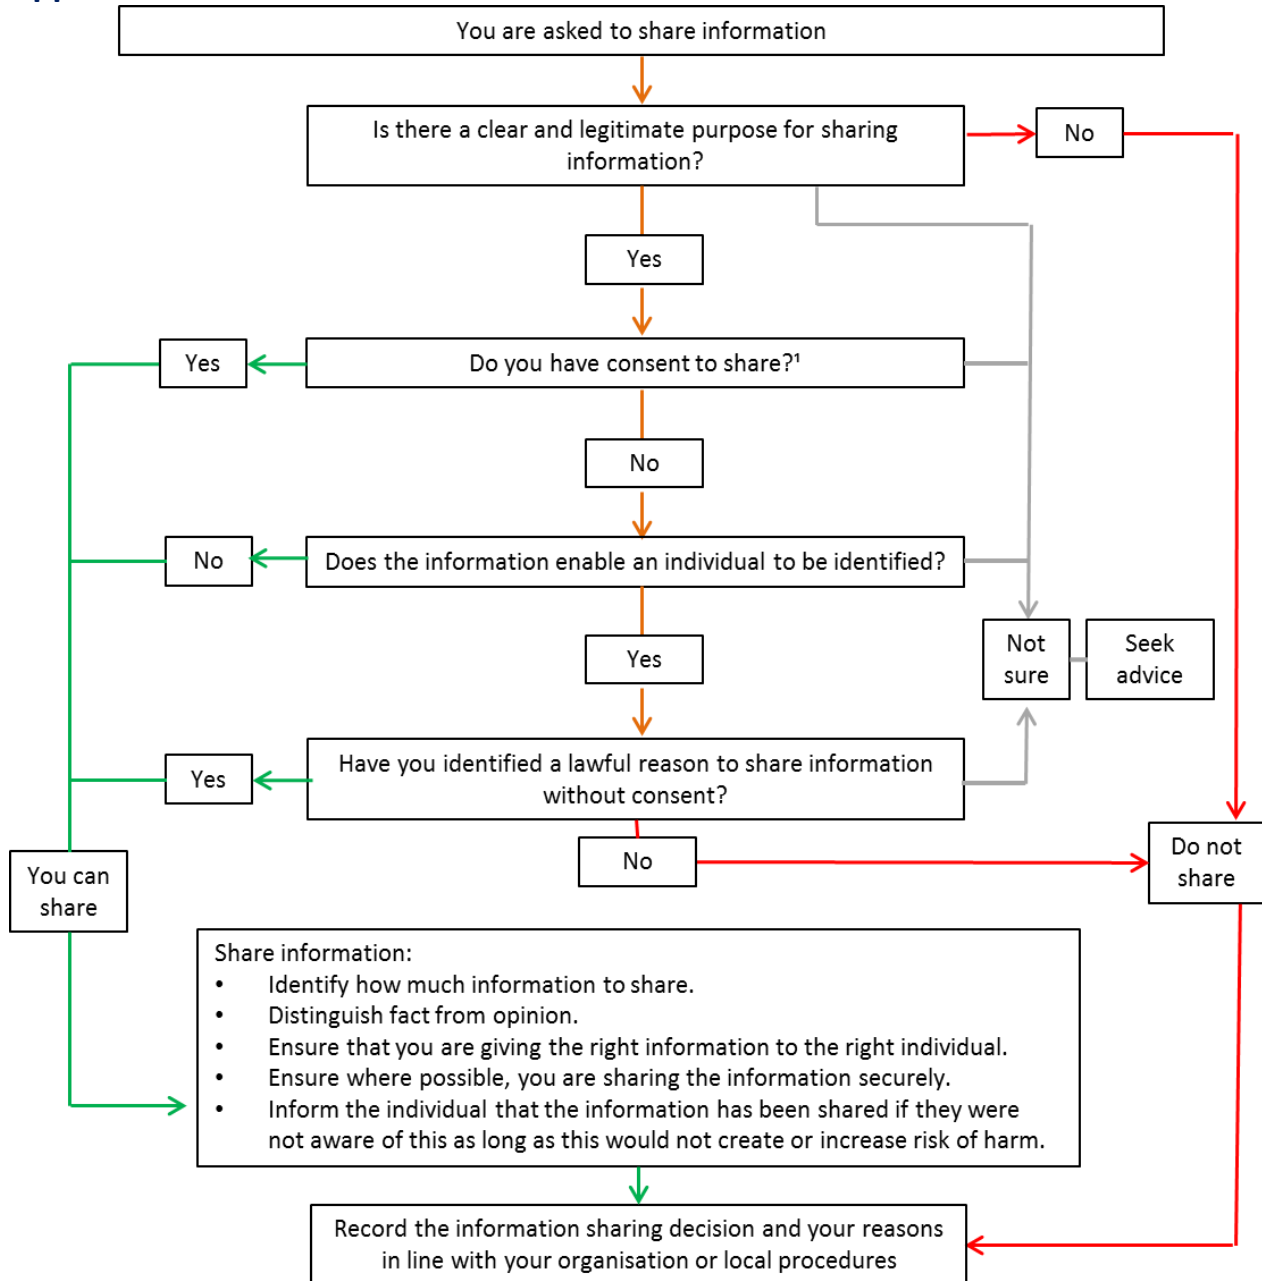 You are asked to share information
Is there a clear and legitimate purpose for sharing
information?
No
Yes
Yes
Do you have consent to share?¹
No
No
Does the information enable an individual to be identified?
Yes
Not
sure
Seek
advice
Yes
Have you identified a lawful reason to share information
without consent?
No
Do not
share
You can
share
Share information:
• Identify how much information to share.
• Distinguish fact from opinion.
• Ensure that you are giving the right information to the right individual.
• Ensure where possible, you are sharing the information securely.
• Inform the individual that the information has been shared if they were
not aware of this as long as this would not create or increase risk of harm.
Record the information sharing decision and your reasons
in line with your organisation or local procedures